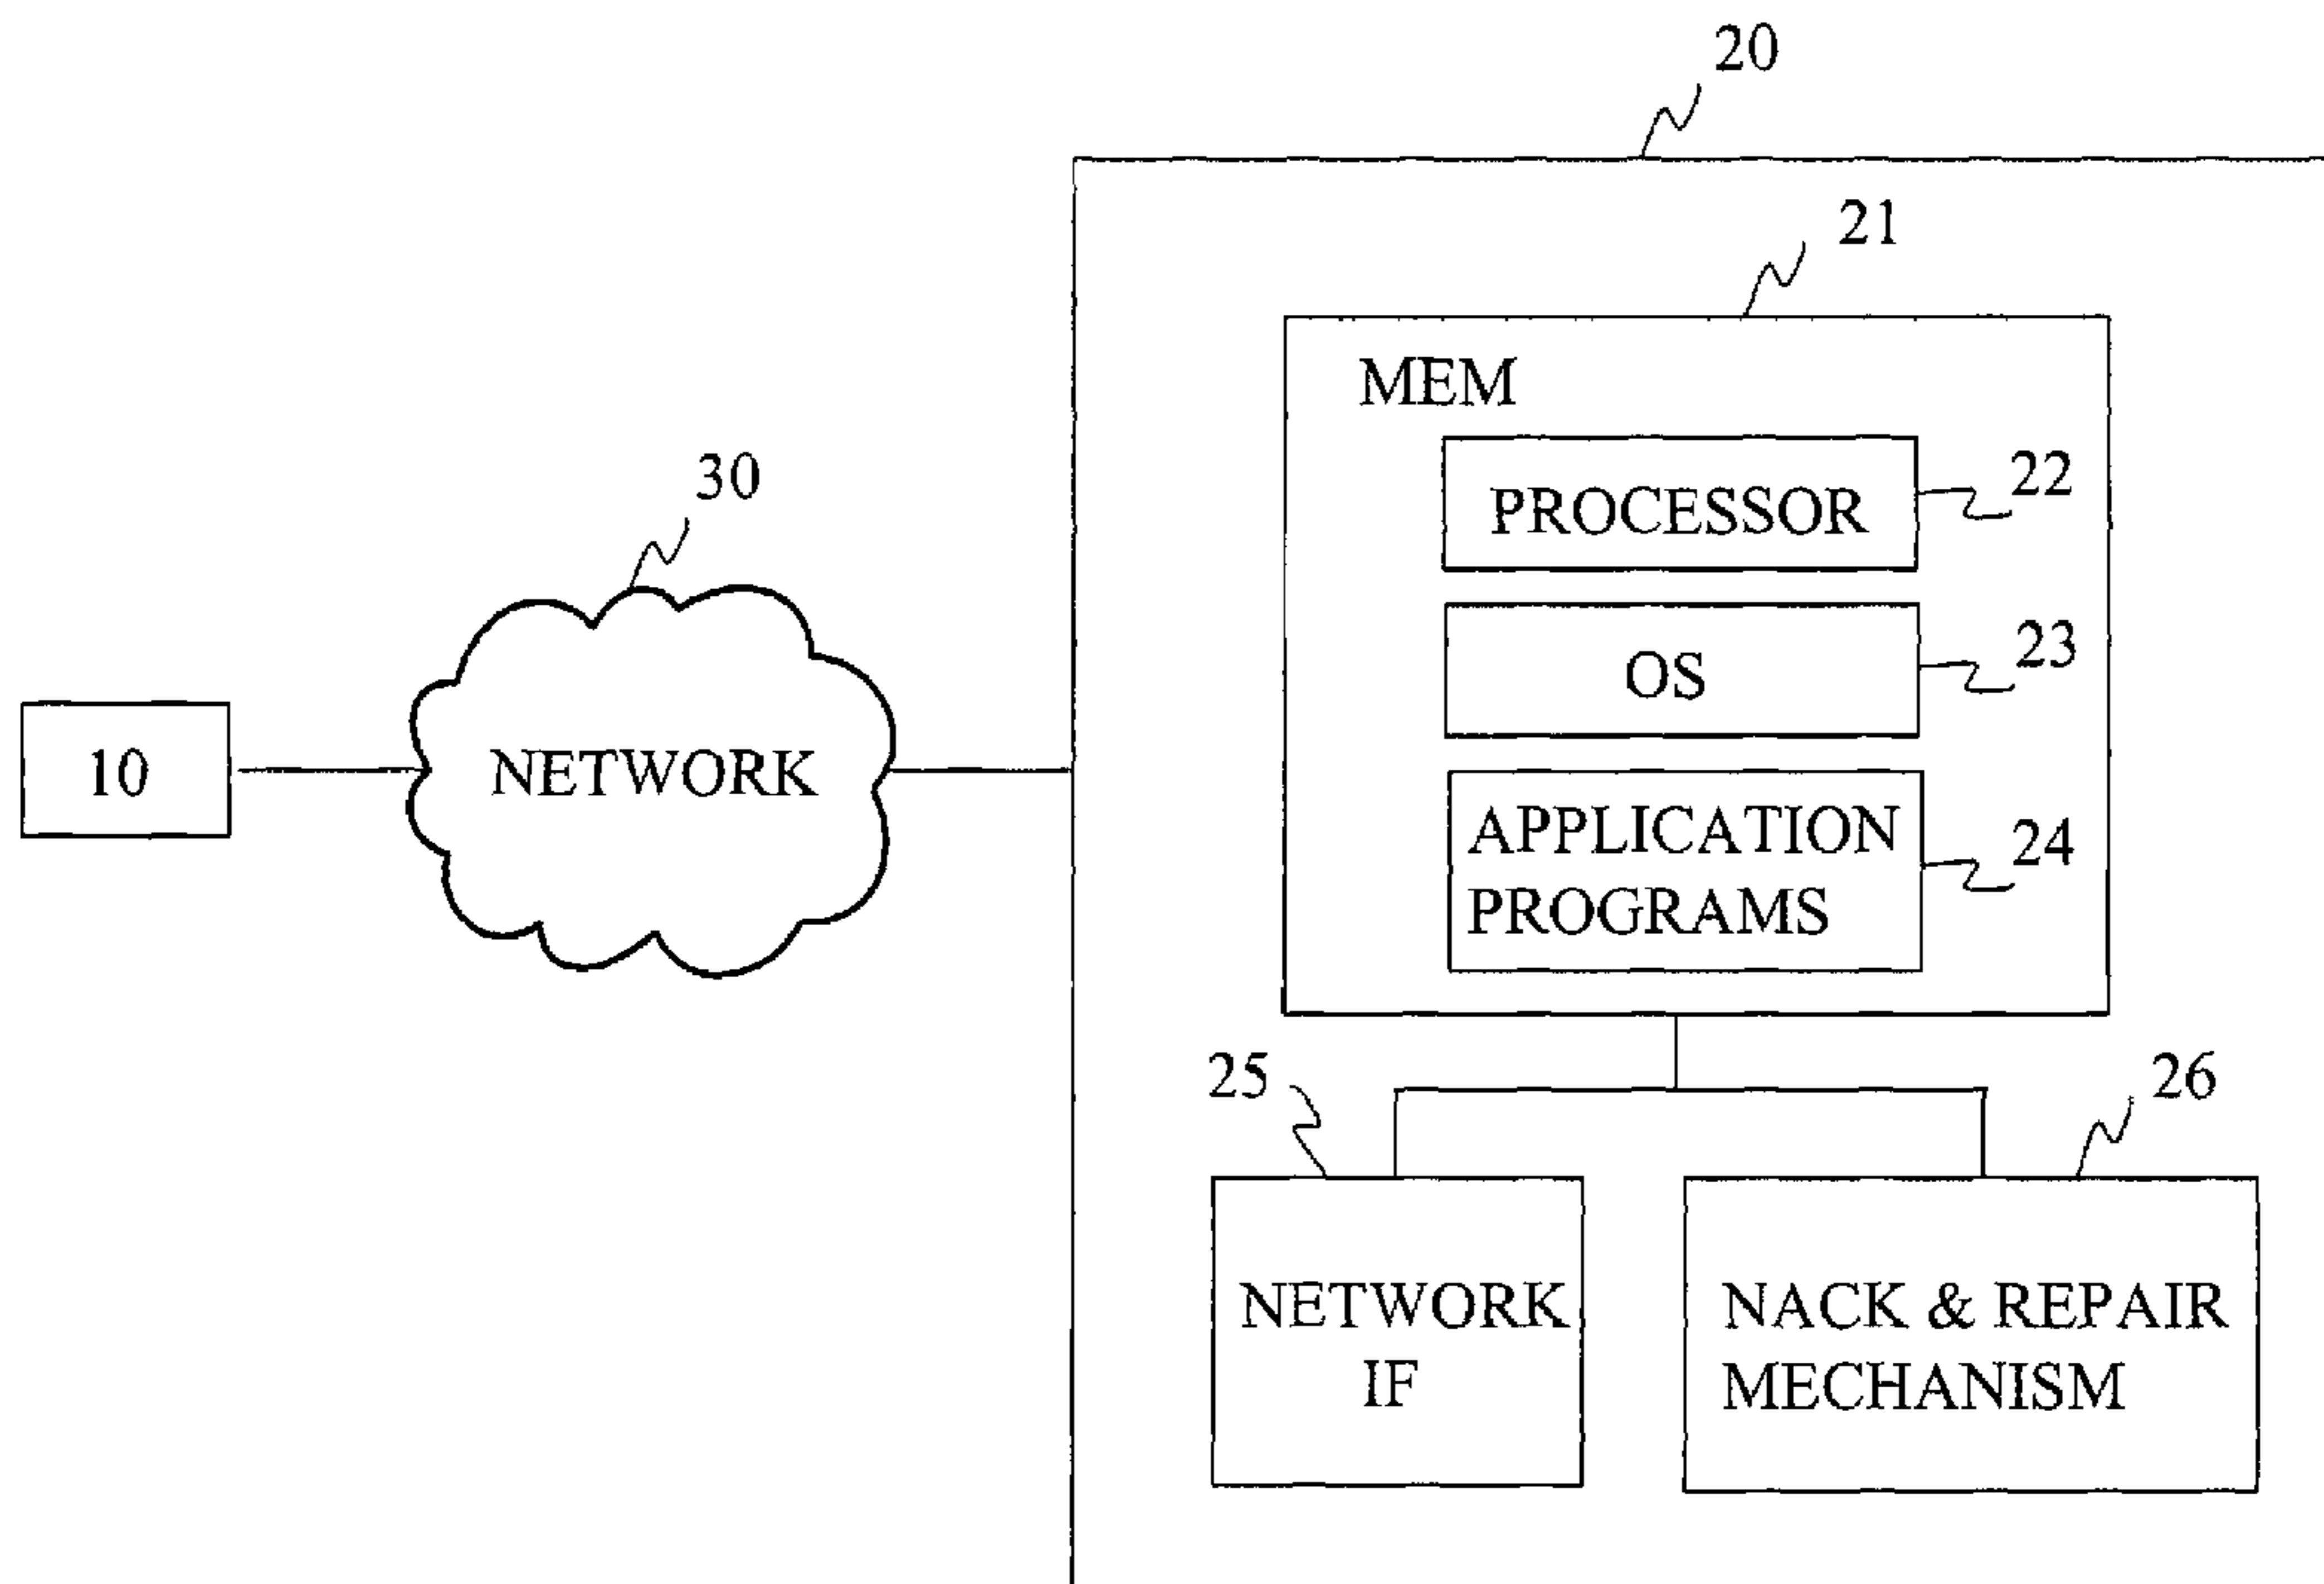 20
21
MEM
30
PROCESSOR
22
OS
23
10
NETWORK
APPLICATION
PROGRAMS
24
25
26
NETWORK
IF
NACK & REPAIR
MECHANISM